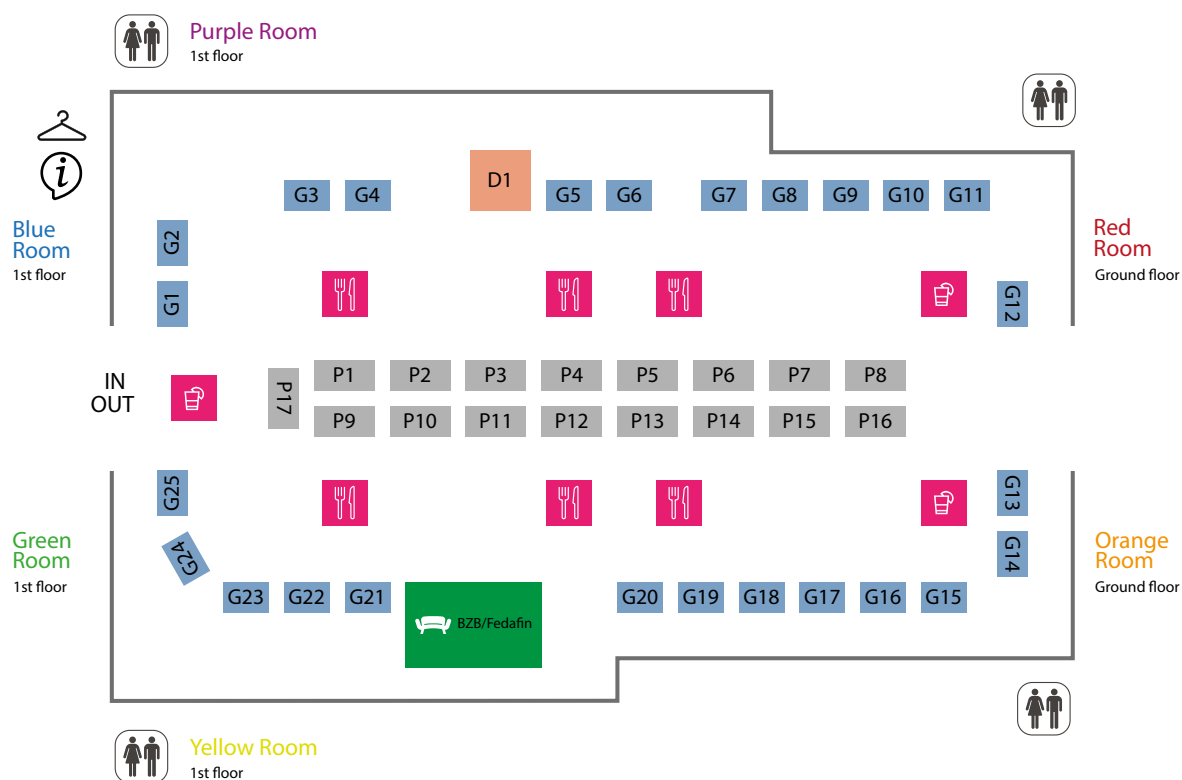 Purple Room
1st floor
D1
G3 G4 G5 G6 G7 G8 G9 G10 G11
Blue
Room
1st floor
G2
G1
Red
Room
Ground floor
G12
IN
OUT
P17
P1 P2 P3 P4 P5 P6 P7 P8
P9 P10 P11 P12 P13 P14 P15 P16
G25
G24
G13
G14
Green
Room
1st floor
Orange
Room
Ground floor
G23 G22 G21 G20 G19 G18 G17 G16 G15
BZB/Fedafin
Yellow Room
1st floor